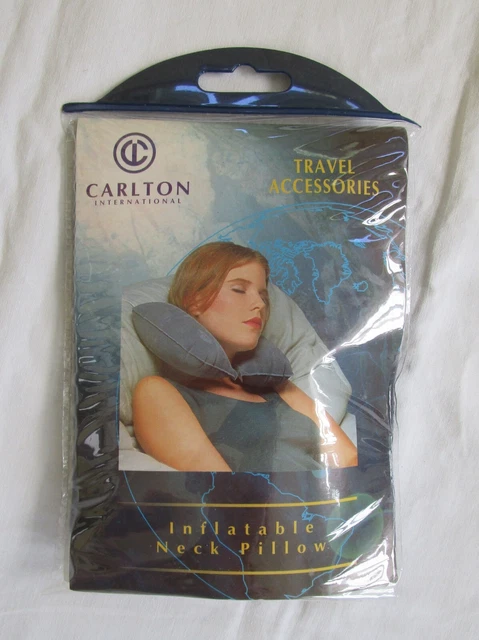 CARLTON
INTERNATIONAL
TRAVEL
ACCESSORIES
Inflatable
Neck Pillow